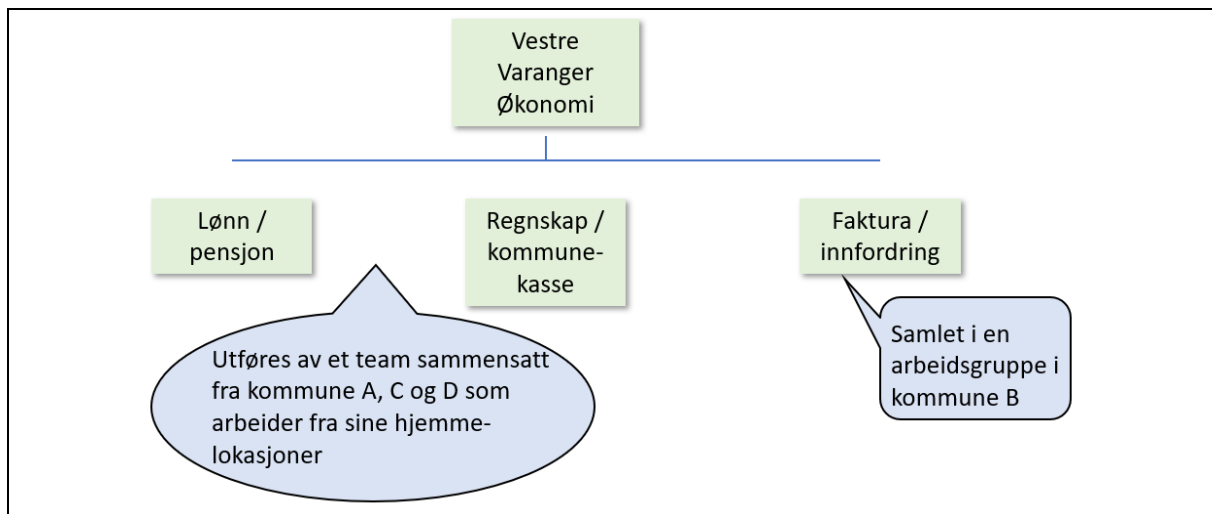 Vestre
Varanger
Økonomi
Lønn /
pensjon
Regnskap /
kommune-
kasse
Faktura /
innfordring
Utføres av et team sammensatt
fra kommune A, C og D som
arbeider fra sine hjemme-
lokasjoner
Samlet i en
arbeidsgruppe i
kommune B